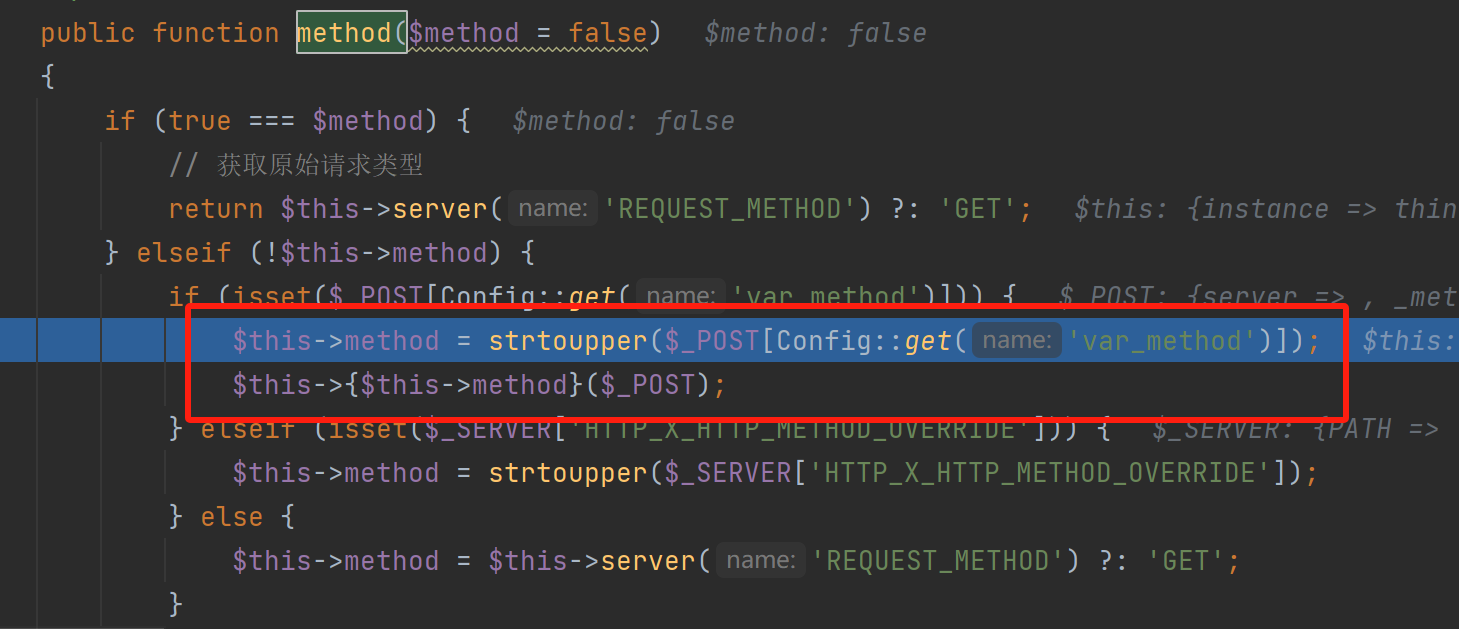 public function method($method = false)   $method: false
{
    if (true === $method) {   $method: false
        // 获取原始请求类型
        return $this->server( name: 'REQUEST_METHOD') ?: 'GET';   $this: {instance => thin
    } elseif (!$this->method) {
        if (isset($_POST[Config::get( name: 'var_method')])) {   $_POST: {server => , _met
            $this->method = strtoupper($_POST[Config::get( name: 'var_method')]);   $this:
            $this->{$this->method}($_POST);
        } elseif (isset($_SERVER['HTTP_X_HTTP_METHOD_OVERRIDE'])) {   $_SERVER: {PATH =>
            $this->method = strtoupper($_SERVER['HTTP_X_HTTP_METHOD_OVERRIDE']);
        } else {
            $this->method = $this->server( name: 'REQUEST_METHOD') ?: 'GET';
        }